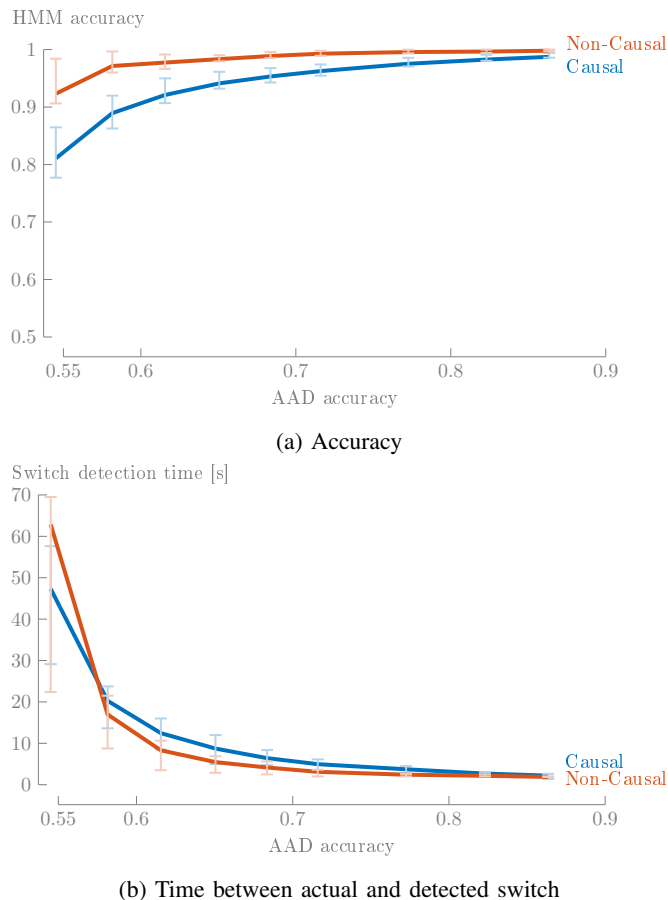 HMM accuracy
1
0.9
0.8
0.7
0.6
0.5
Non-Causal
Causal
0.55 0.6 0.7 0.8 0.9
AAD accuracy
(a) Accuracy
Switch detection time [s]
70
60
50
40
30
20
10
0
Causal
Non-Causal
0.55 0.6 0.7 0.8 0.9
AAD accuracy
(b) Time between actual and detected switch